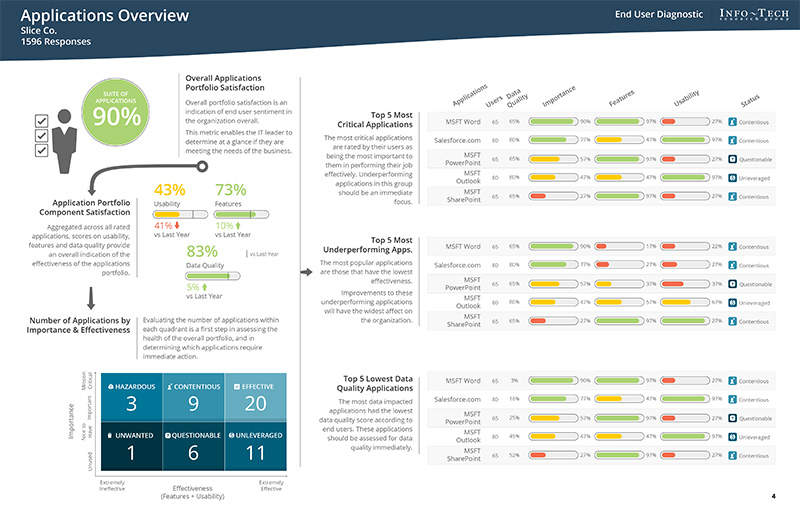 Applications Overview
Slice Co.
1596 Responses
End User Diagnostic
INFO~TECH
research group
SUITE OF
APPLICATIONS
90%
Overall Applications
Portfolio Satisfaction
Overall portfolio satisfaction is an
indication of end user sentiment in
the organization overall.
This metric enables the IT leader to
determine at a glance if they are
meeting the needs of the business.
Application Portfolio
Component Satisfaction
Aggregated across all rated
applications, scores on usability,
features and data quality provide
an overall indication of the
effectiveness of the applications
portfolio.
43%
Usability
41%
vs Last Year
73%
Features
10%
vs Last Year
83%
Data Quality
5%
vs Last Year
vs Last Year
Number of Applications by
Importance & Effectiveness
Evaluating the number of applications within
each quadrant is a first step in assessing the
health of the overall portfolio, and in
determining which applications require
immediate action.
Importance
Mission Critical
Important
Nice to Have
Unused
HAZARDOUS
3
CONTENTIOUS
9
EFFECTIVE
20
UNWANTED
1
QUESTIONABLE
6
UNLEVERAGED
11
Extremely
Ineffective
Effectiveness
(Features + Usability)
Extremely
Effective
Applications
Users
Data Quality
Importance
Features
Usability
Status
Top 5 Most
Critical Applications
The most critical applications
are rated by their users as
being the most important to
them in performing their job
effectively. Underperforming
applications in this group
should be an immediate
focus.
MSFT Word 65 65% 90% 97% 27% Contentious
Salesforce.com 80 80% 77% 47% 97% Contentious
MSFT PowerPoint 65 65% 57% 97% 27% Questionable
MSFT Outlook 80 80% 47% 47% 97% Unleveraged
MSFT SharePoint 65 65% 27% 97% 27% Contentious
Top 5 Most
Underperforming Apps.
The most popular applications
are those that have the lowest
effectiveness.
Improvements to these
underperforming applications
will have the widest affect on
the organization.
MSFT Word 65 65% 90% 17% 22% Contentious
Salesforce.com 80 80% 77% 27% 27% Contentious
MSFT PowerPoint 65 65% 57% 37% 37% Questionable
MSFT Outlook 80 80% 47% 57% 67% Unleveraged
MSFT SharePoint 65 65% 27% 97% 27% Contentious
Top 5 Lowest Data
Quality Applications
The most data impacted
applications had the lowest
data quality score according to
end users. These applications
should be assessed for data
quality immediately.
MSFT Word 65 3% 90% 97% 27% Contentious
Salesforce.com 80 16% 77% 47% 97% Contentious
MSFT PowerPoint 65 25% 57% 97% 27% Questionable
MSFT Outlook 80 45% 47% 47% 97% Unleveraged
MSFT SharePoint 65 52% 27% 97% 27% Contentious
4